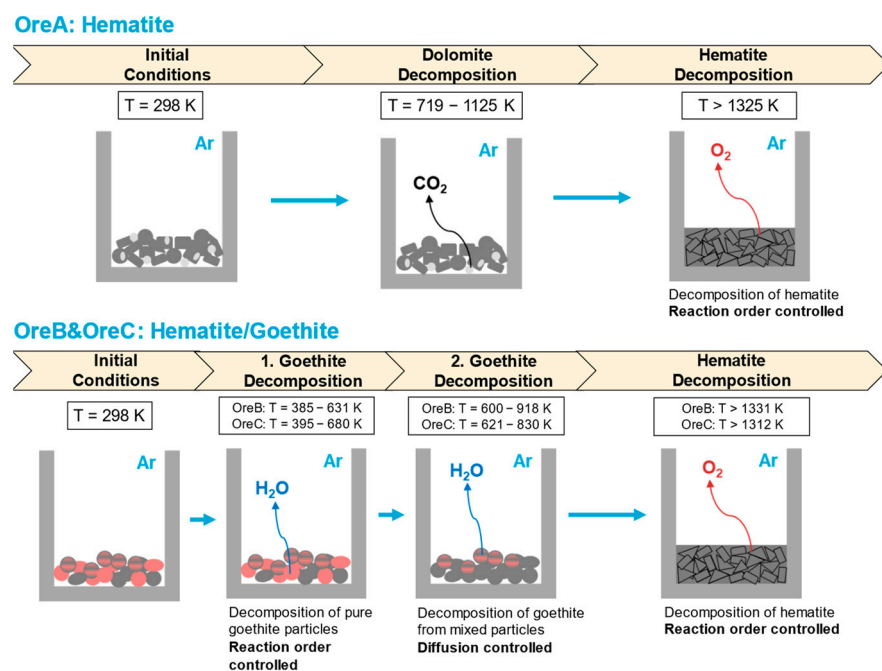 OreA: Hematite
Initial
Conditions
Dolomite
Decomposition
Hematite
Decomposition
T = 298 K
T = 719 – 1125 K
T > 1325 K
Ar
Ar
CO₂
O₂
Ar
Decomposition of hematite
Reaction order controlled
OreB&OreC: Hematite/Goethite
Initial
Conditions
1. Goethite
Decomposition
2. Goethite
Decomposition
Hematite
Decomposition
T = 298 K
OreB: T = 385 – 631 K
OreC: T = 395 – 680 K
OreB: T = 600 – 918 K
OreC: T = 621 – 830 K
OreB: T > 1331 K
OreC: T > 1312 K
Ar
H₂O
Ar
H₂O
Ar
O₂
Ar
Decomposition of pure
goethite particles
Reaction order
controlled
Decomposition of goethite
from mixed particles
Diffusion controlled
Decomposition of hematite
Reaction order controlled